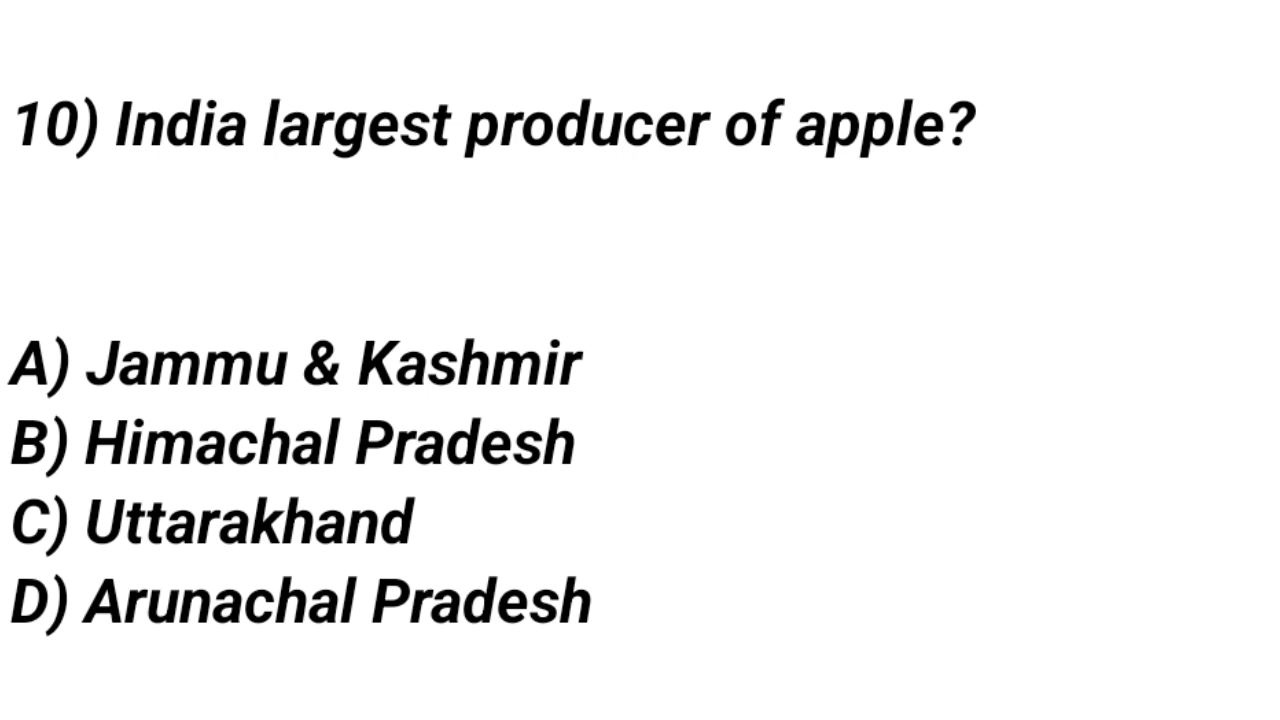 10) India largest producer of apple?
A) Jammu & Kashmir
B) Himachal Pradesh
C) Uttarakhand
D) Arunachal Pradesh